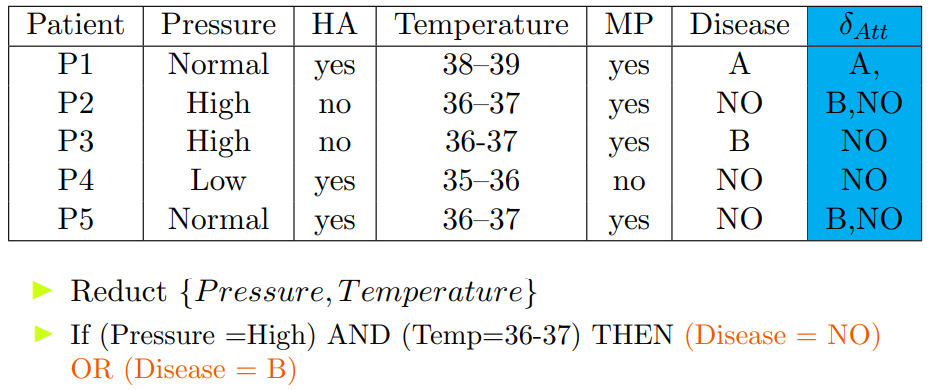 Patient Pressure HA Temperature MP Disease δ_Att
P1 Normal yes 38–39 yes A A,
P2 High no 36–37 yes NO B,NO
P3 High no 36-37 yes B NO
P4 Low yes 35–36 no NO NO
P5 Normal yes 36–37 yes NO B,NO
Reduct {Pressure, Temperature}
If (Pressure =High) AND (Temp=36-37) THEN (Disease = NO)
OR (Disease = B)